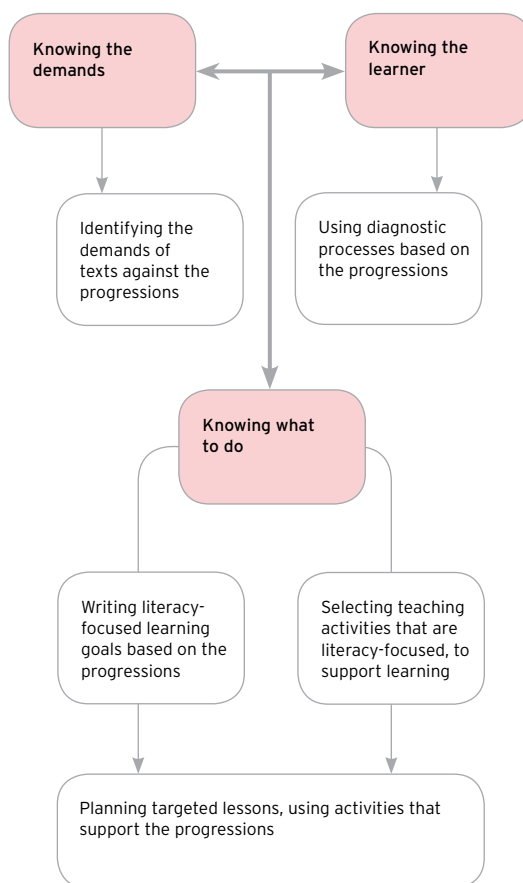 Knowing the
demands
Knowing the
learner
Identifying the
demands of
texts against the
progressions
Using diagnostic
processes based on
the progressions
Knowing what
to do
Writing literacy-
focused learning
goals based on the
progressions
Selecting teaching
activities that are
literacy-focused, to
support learning
Planning targeted lessons, using activities that
support the progressions